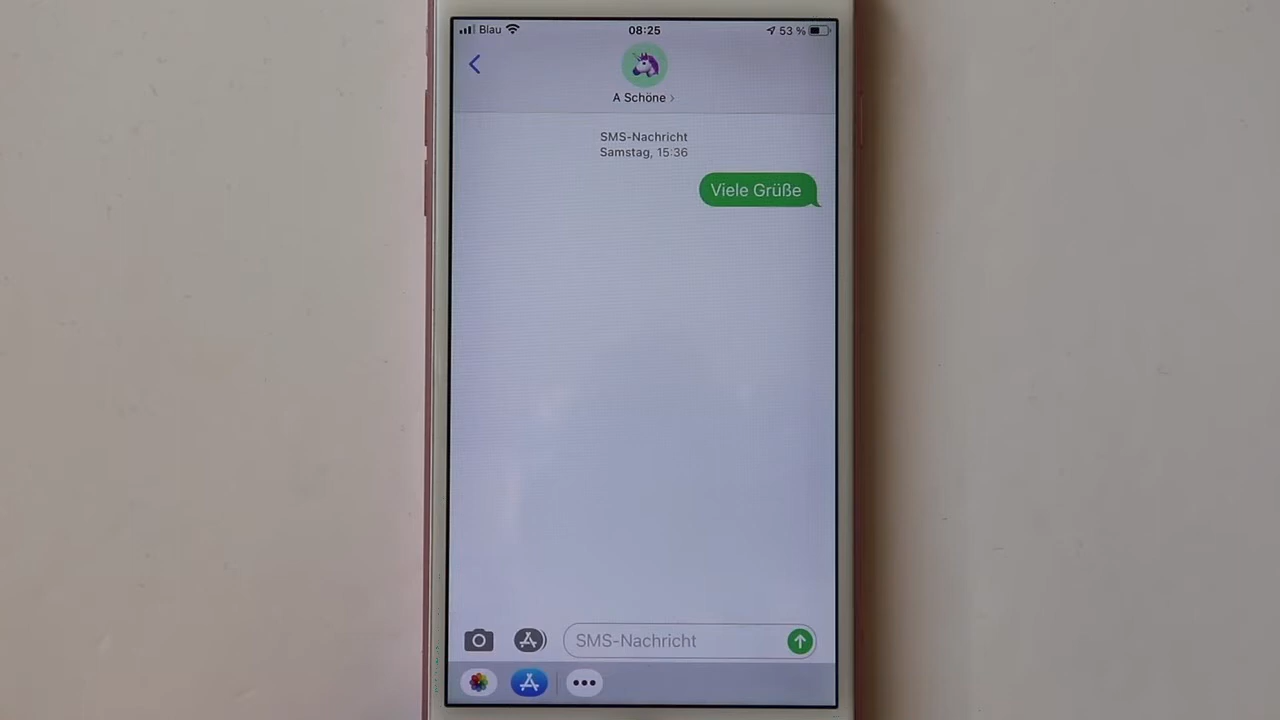 Blau 08:25 53 %
A Schöne ›
SMS-Nachricht
Samstag, 15:36
Viele Grüße
SMS-Nachricht